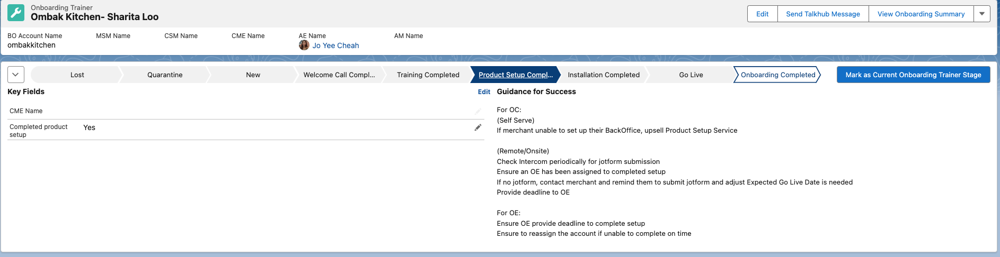 Onboarding Trainer
Ombak Kitchen- Sharita Loo
Edit
Send Talkhub Message
View Onboarding Summary
BO Account Name
ombakkitchen
MSM Name
CSM Name
CME Name
AE Name
Jo Yee Cheah
AM Name
Lost
Quarantine
New
Welcome Call Compl...
Training Completed
Product Setup Compl...
Installation Completed
Go Live
Onboarding Completed
Mark as Current Onboarding Trainer Stage
Key Fields
Edit
CME Name
Completed product
setup
Yes
Guidance for Success
For OC:
(Self Serve)
If merchant unable to set up their BackOffice, upsell Product Setup Service
(Remote/Onsite)
Check Intercom periodically for jotform submission
Ensure an OE has been assigned to completed setup
If no jotform, contact merchant and remind them to submit jotform and adjust Expected Go Live Date is needed
Provide deadline to OE
For OE:
Ensure OE provide deadline to complete setup
Ensure to reassign the account if unable to complete on time